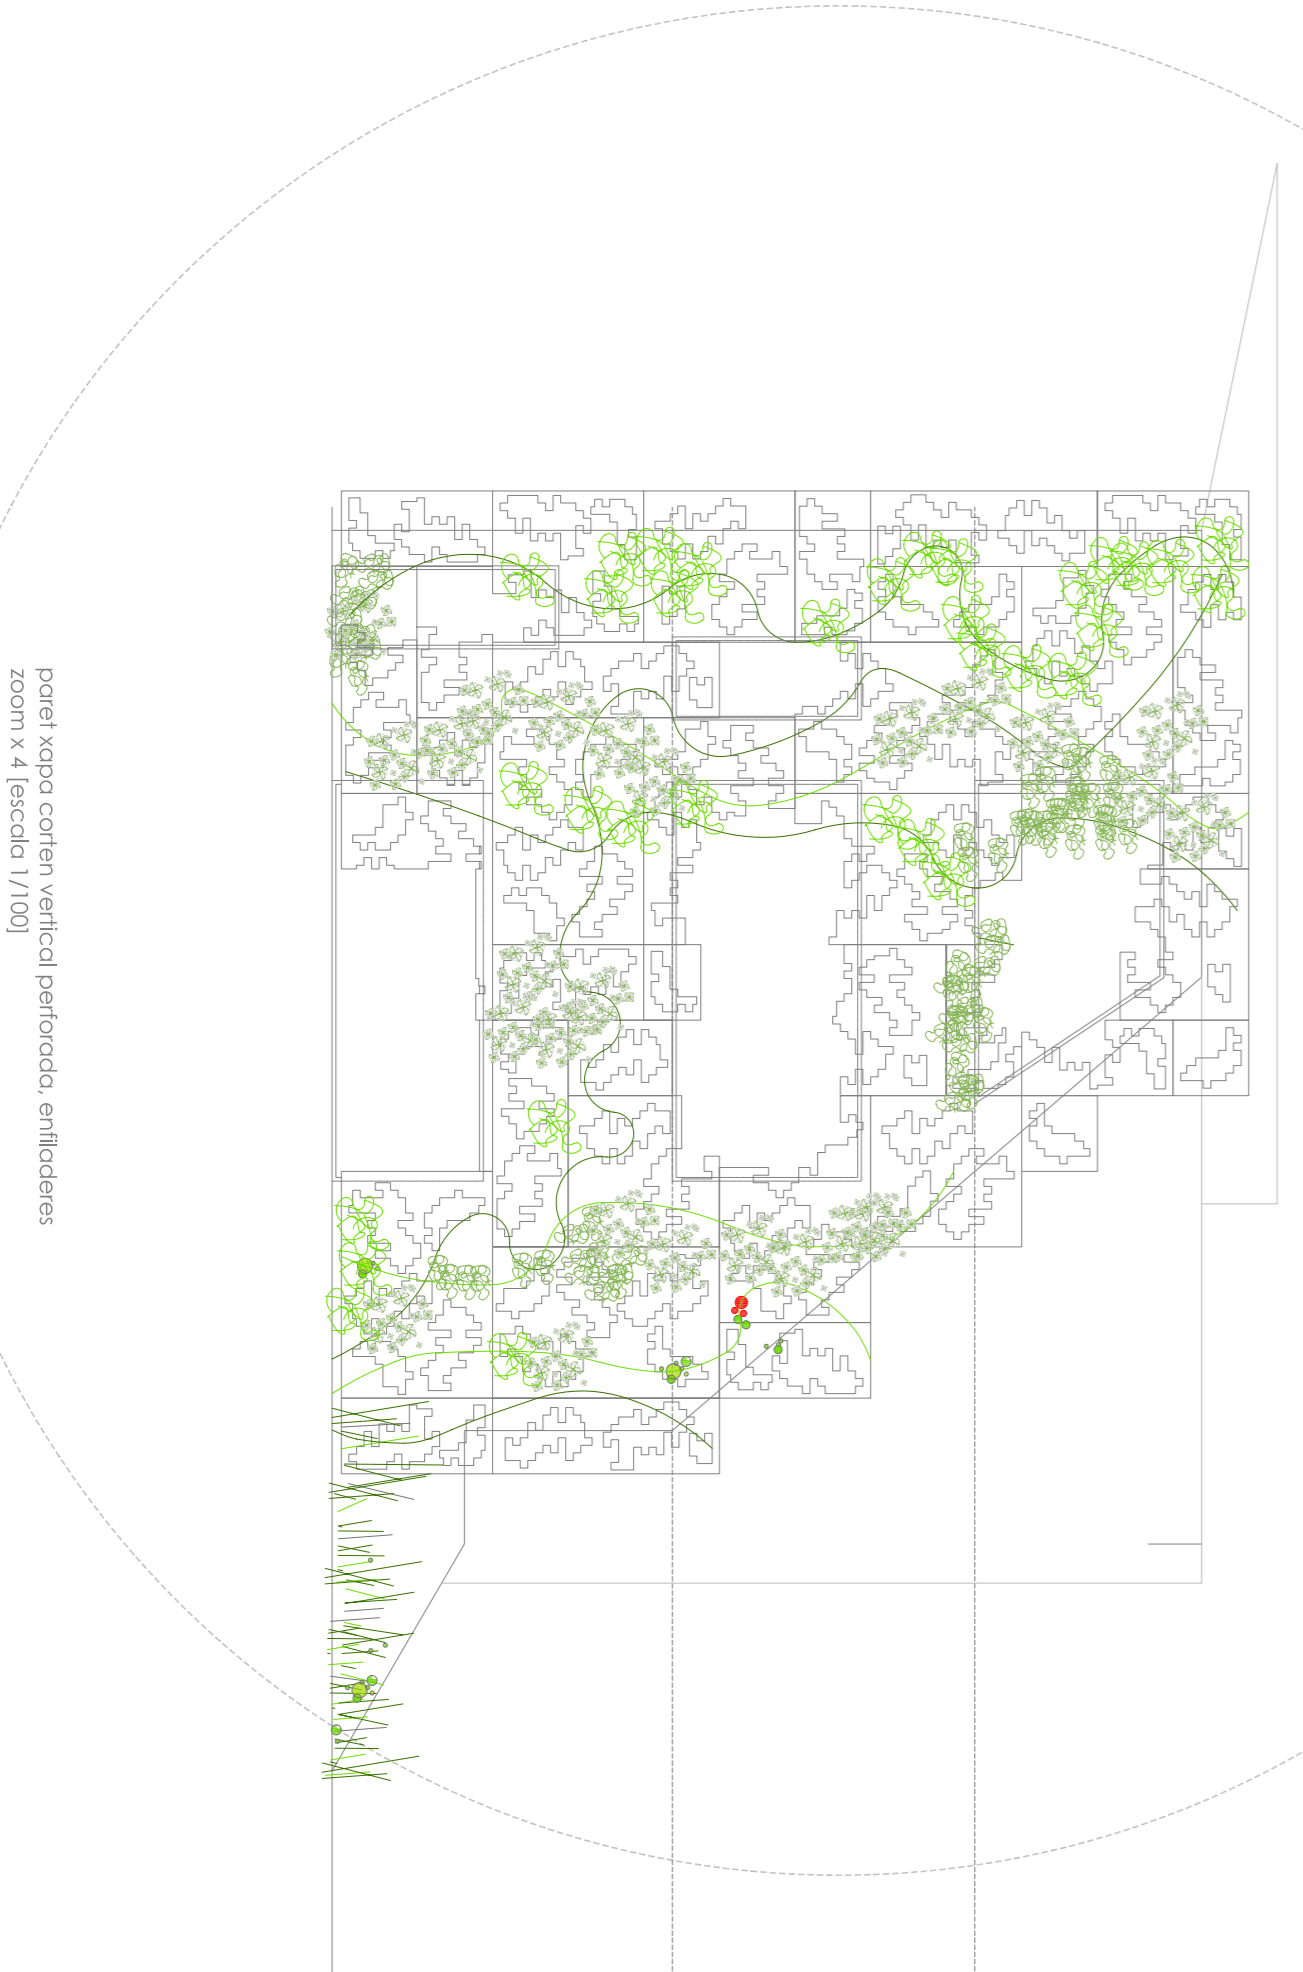 paret xapa corten vertical perforada, enfiladeres
zoom x 4 [escala 1/100]